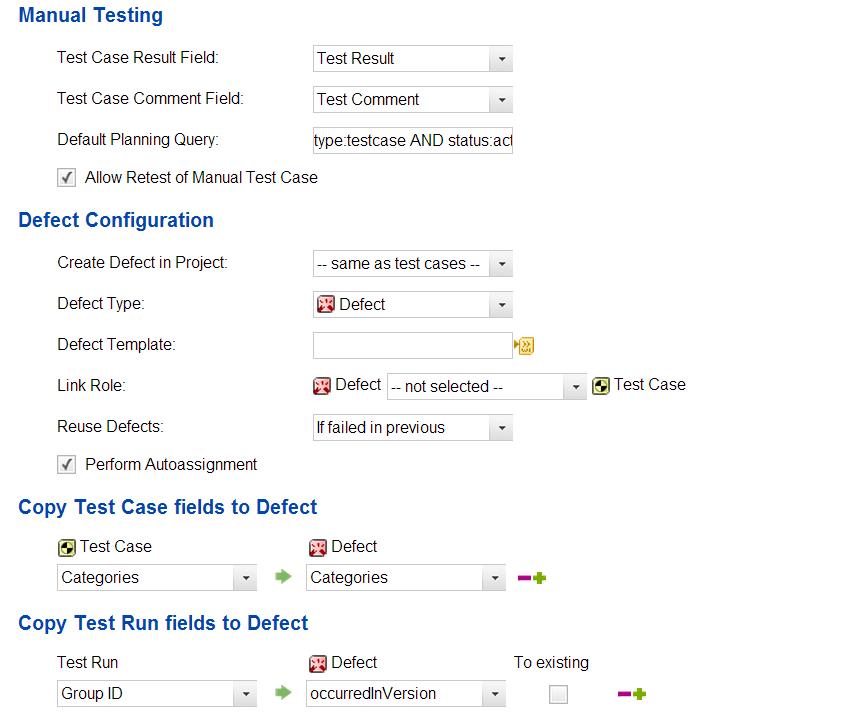 Manual Testing
Test Case Result Field: Test Result
Test Case Comment Field: Test Comment
Default Planning Query: type:testcase AND status:act
Allow Retest of Manual Test Case
Defect Configuration
Create Defect in Project: -- same as test cases --
Defect Type: Defect
Defect Template:
Link Role: Defect -- not selected -- Test Case
Reuse Defects: If failed in previous
Perform Autoassignment
Copy Test Case fields to Defect
Test Case Defect
Categories Categories
Copy Test Run fields to Defect
Test Run Defect To existing
Group ID occurredInVersion